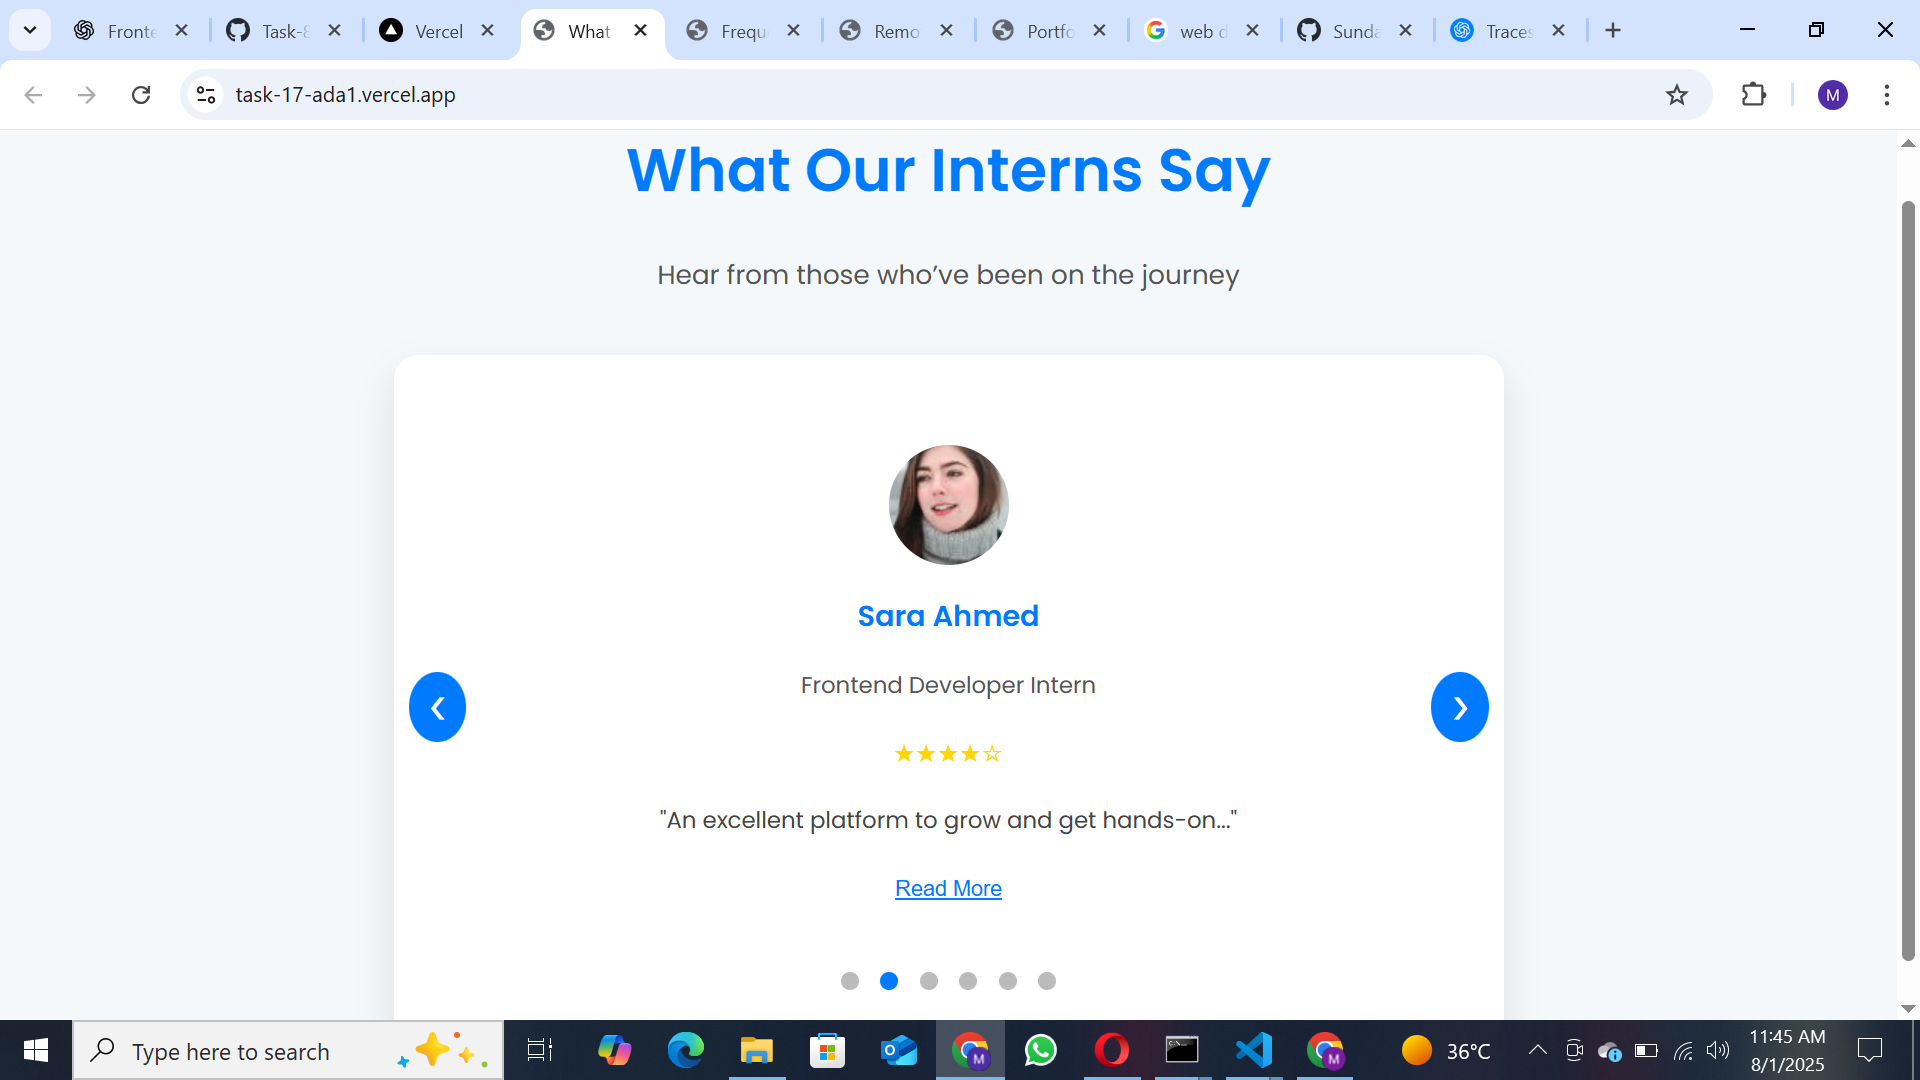 Fronte
Task-8
Vercel
What
Frequ
Remo
Portfo
web d
Sunda
Traces
task-17-ada1.vercel.app
M
What Our Interns Say
Hear from those who’ve been on the journey
Sara Ahmed
Frontend Developer Intern
★★★★☆
"An excellent platform to grow and get hands-on..."
Read More
Type here to search
36°C
11:45 AM
8/1/2025